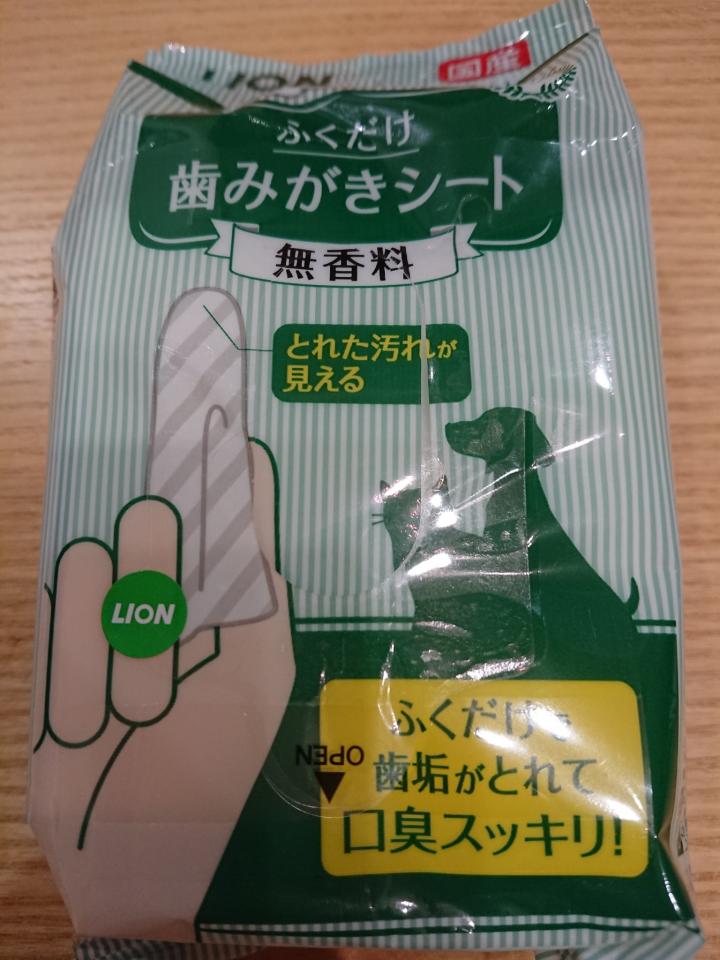 LION
国産
ふくだけ
歯みがきシート
無香料
とれた汚れが
見える
LION
ふくだけで
歯垢がとれて
口臭スッキリ!
OPEN